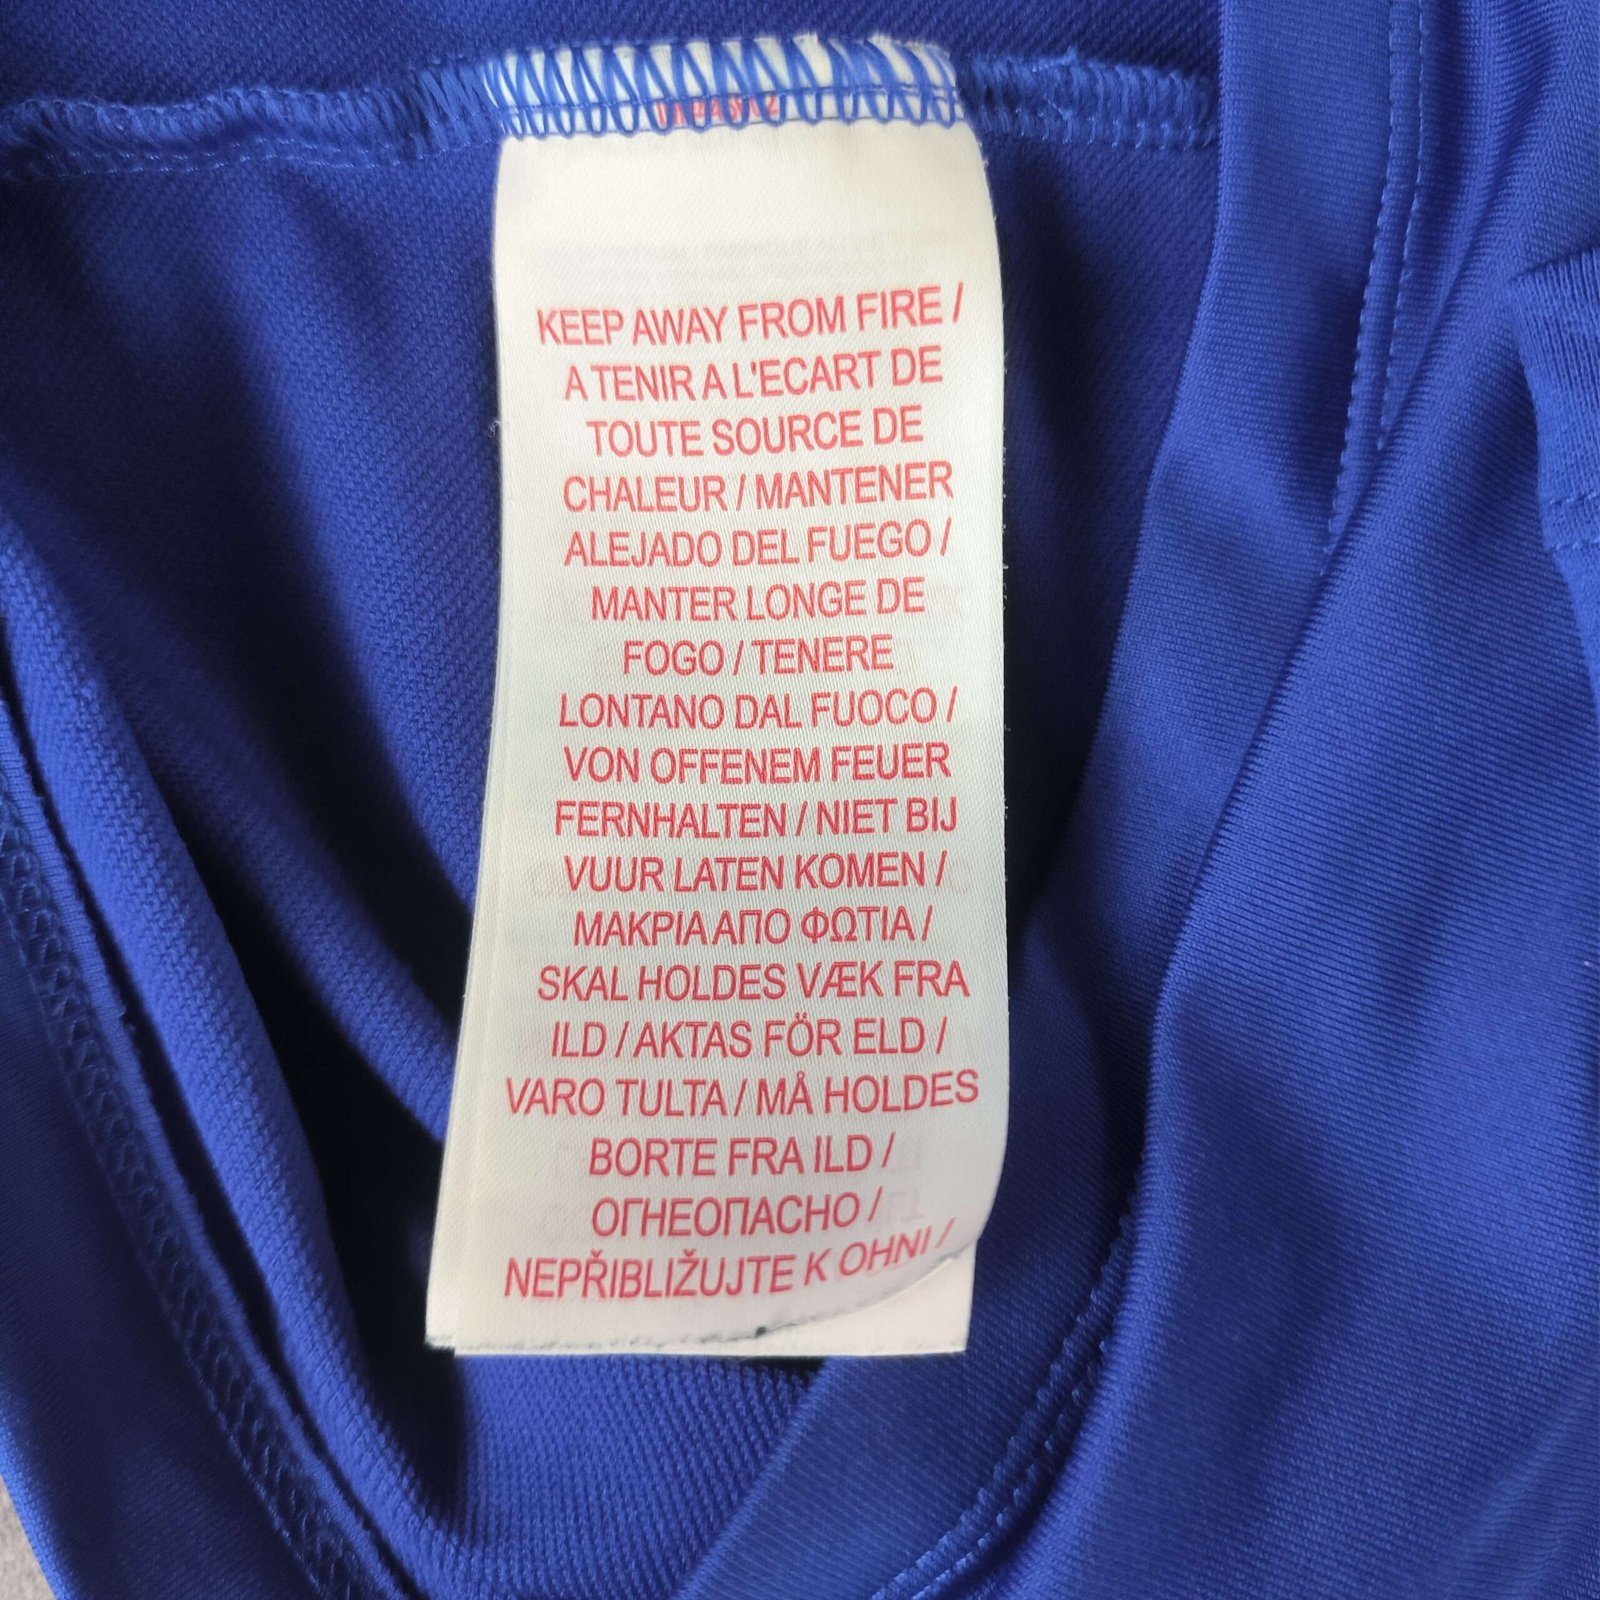 KEEP AWAY FROM FIRE /
A TENIR A L'ECART DE
TOUTE SOURCE DE
CHALEUR / MANTENER
ALEJADO DEL FUEGO /
MANTER LONGE DE
FOGO / TENERE
LONTANO DAL FUOCO /
VON OFFENEM FEUER
FERNHALTEN / NIET BIJ
VUUR LATEN KOMEN /
ΜΑΚΡΙΑ ΑΠΟ ΦΩΤΙΑ /
SKAL HOLDES VÆK FRA
ILD / AKTAS FÖR ELD /
VARO TULTA / MÅ HOLDES
BORTE FRA ILD /
ОГНЕОПАСНО /
NEPŘIBLIŽUJTE K OHNI /